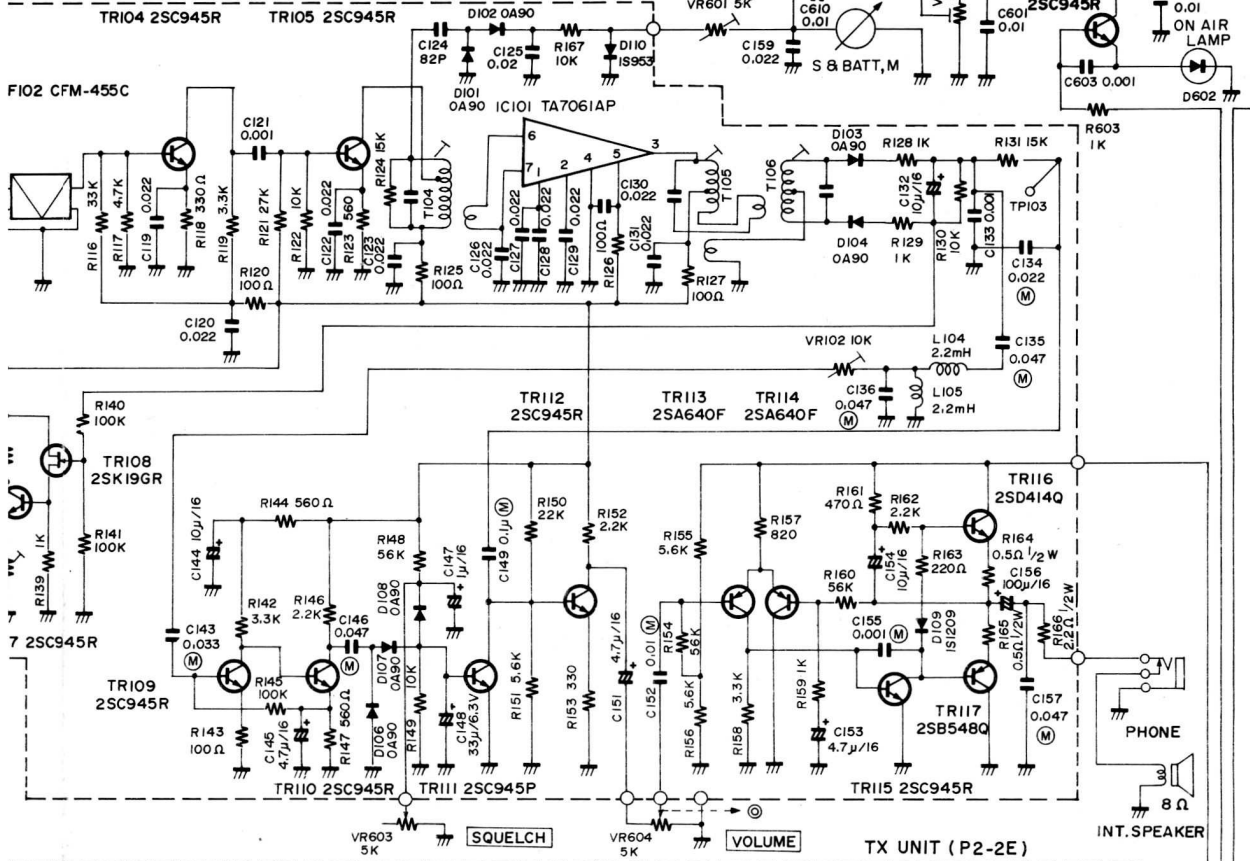 TR104 2SC945R
TR105 2SC945R
D102 0A90
C124
82P
D101
0A90
C125
0.02
R167
10K
D110
IS953
VR601 5K
C159
0.022
C610
0.01
S & BATT, M
C601
0.01
2SC945R
0.01
ON AIR
LAMP
C603 0.001
D602
R603
1K
F102 CFM-455C
C121
0.001
IC101 TA7061AP
6
7
1
2
4
5
3
R124 15K
T104
T105
T106
D103
0A90
R128 1K
C132
10μ/16
R131 15K
TP103
33K
R116
4.7K
R117
0.022
C119
330Ω
R118
3.3K
R119
27K
R121
10K
R122
0.022
C122
560
R123
C123
0.022
R120
100Ω
R125
100Ω
C126
0.022
C127
0.022
C128
0.022
C129
0.022
R126
100Ω
C130
0.022
C131
0.022
R127
100Ω
D104
0A90
R129
1K
R130
10K
C133 0.001
C134
0.022
M
C120
0.022
VR102 10K
L104
2.2mH
C135
0.047
M
C136
0.047
M
L105
2.2mH
R140
100K
TR108
2SK19GR
TR112
2SC945R
TR113
2SA640F
TR114
2SA640F
TR116
2SD414Q
R141
100K
R139
1K
7 2SC945R
C144 10μ/16
R144 560Ω
R148
56K
C147
1μ/16
C149 0.1μ M
R150
22K
R152
2.2K
R155
5.6K
R157
820
R161
470Ω
R162
2.2K
C154
10μ/16
R163
220Ω
R164
0.5Ω 1/2 W
C156
100μ/16
C143
0.033
M
R142
3.3K
R146
2.2K
C146
0.047
M
D108
0A90
D107
0A90
10K
R149
R160
56K
C155
0.001 M
D109
IS1209
R165
0.5Ω 1/2W
R166
2.2Ω 1/2W
TR109
2SC945R
R145
100K
R143
100Ω
C145
4.7μ/16
R147 560Ω
D106
0A90
C148
33μ/6.3V
R151 5.6K
R153 330
4.7μ/16
C151
0.01 M
C152
R154
56K
5.6K
R156
3.3K
R158
R159 1K
C153
4.7μ/16
TR117
2SB548Q
C157
0.047
M
PHONE
TR110 2SC945R
TR111 2SC945P
TR115 2SC945R
VR603
5K
SQUELCH
VR604
5K
VOLUME
TX UNIT (P2-2E)
8Ω
INT. SPEAKER